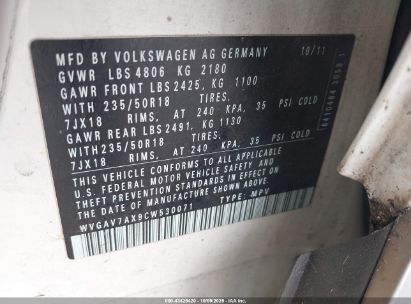 MFD BY VOLKSWAGEN AG GERMANY 10/11
GVWR LBS 4806 KG 2180
GAWR FRONT LBS 2425, KG 1100
WITH 235/50R18 TIRES,
7JX18 RIMS, AT 240 KPA, 35 PSI COLD
GAWR REAR LBS 2491, KG 1130
WITH 235/50R18 TIRES,
7JX18 RIMS, AT 240 KPA, 35 PSI COLD
THIS VEHICLE CONFORMS TO ALL APPLICABLE
U.S. FEDERAL MOTOR VEHICLE SAFETY AND
THEFT PREVENTION STANDARDS IN EFFECT ON
THE DATE OF MANUFACTURE SHOWN ABOVE.
WVGAV7AX9CW530071 TYPE: MPV